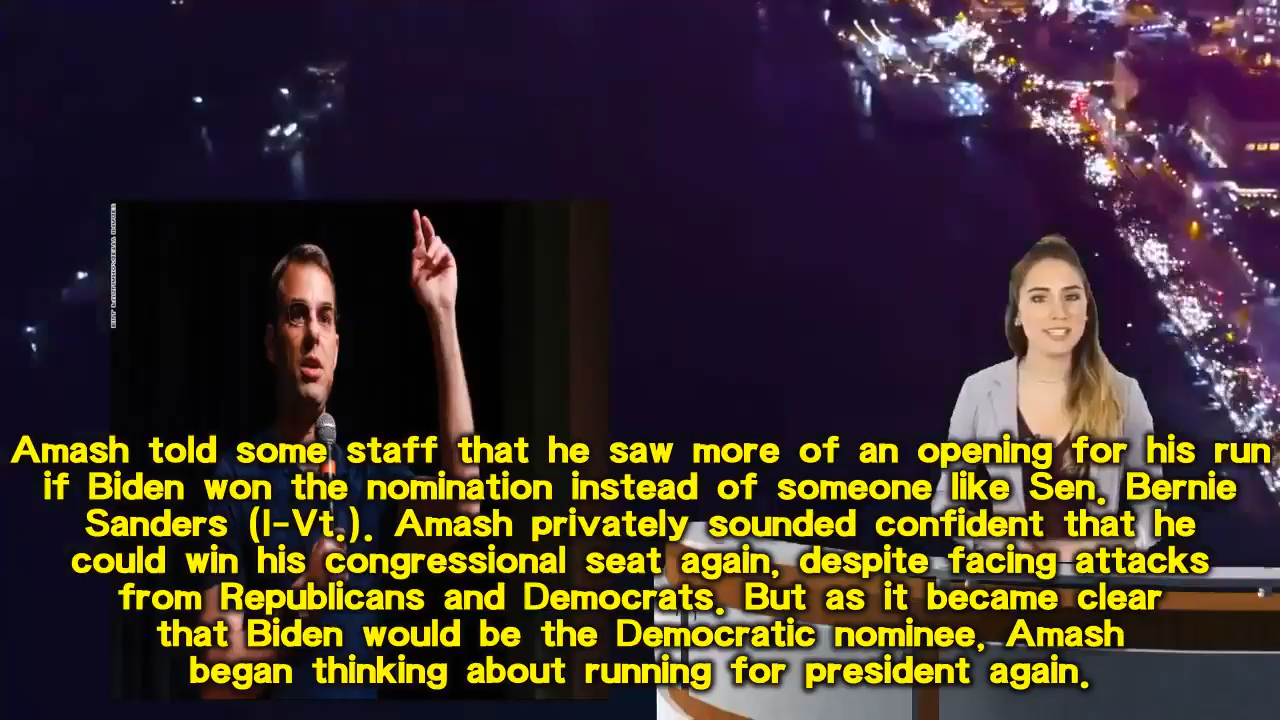 Amash told some staff that he saw more of an opening for his run
if Biden won the nomination instead of someone like Sen. Bernie
Sanders (I-Vt.). Amash privately sounded confident that he
could win his congressional seat again, despite facing attacks
from Republicans and Democrats. But as it became clear
that Biden would be the Democratic nominee, Amash
began thinking about running for president again.